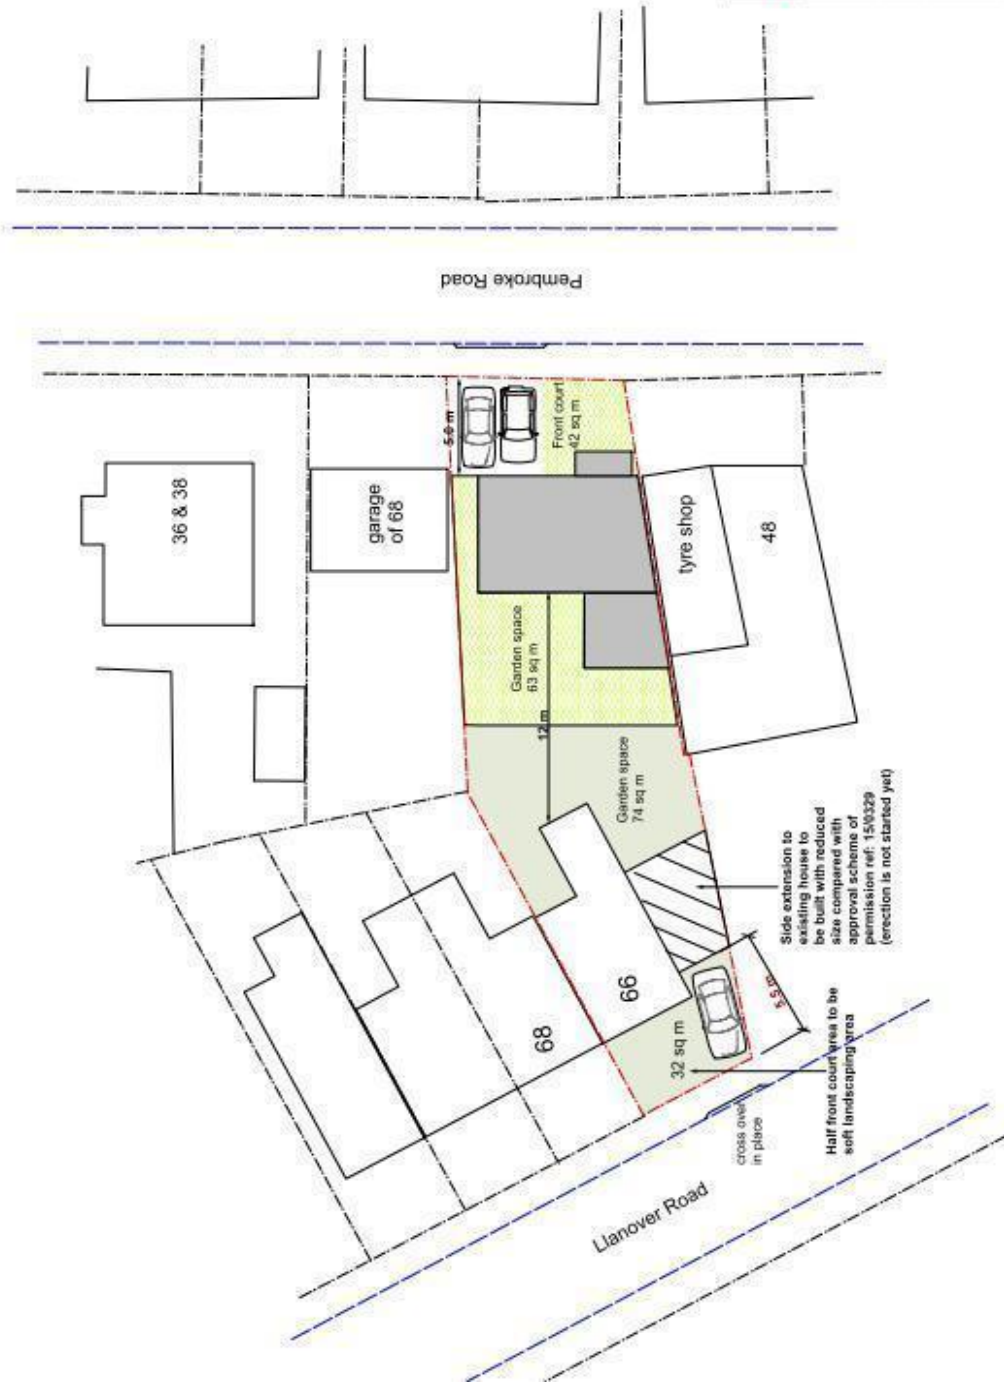 Pembroke Road
36 & 38
garage
of 68
5.0 m
Front court
42 sq m
tyre shop
48
Garden space
63 sq m
12 m
Garden space
74 sq m
Side extension to
existing house to
be built with reduced
size compared with
approval scheme of
permission ref: 15/0329
(erection is not started yet)
68
66
32 sq m
5.5 m
Half front court area to be
soft landscaping area
cross over
in place
Llanover Road